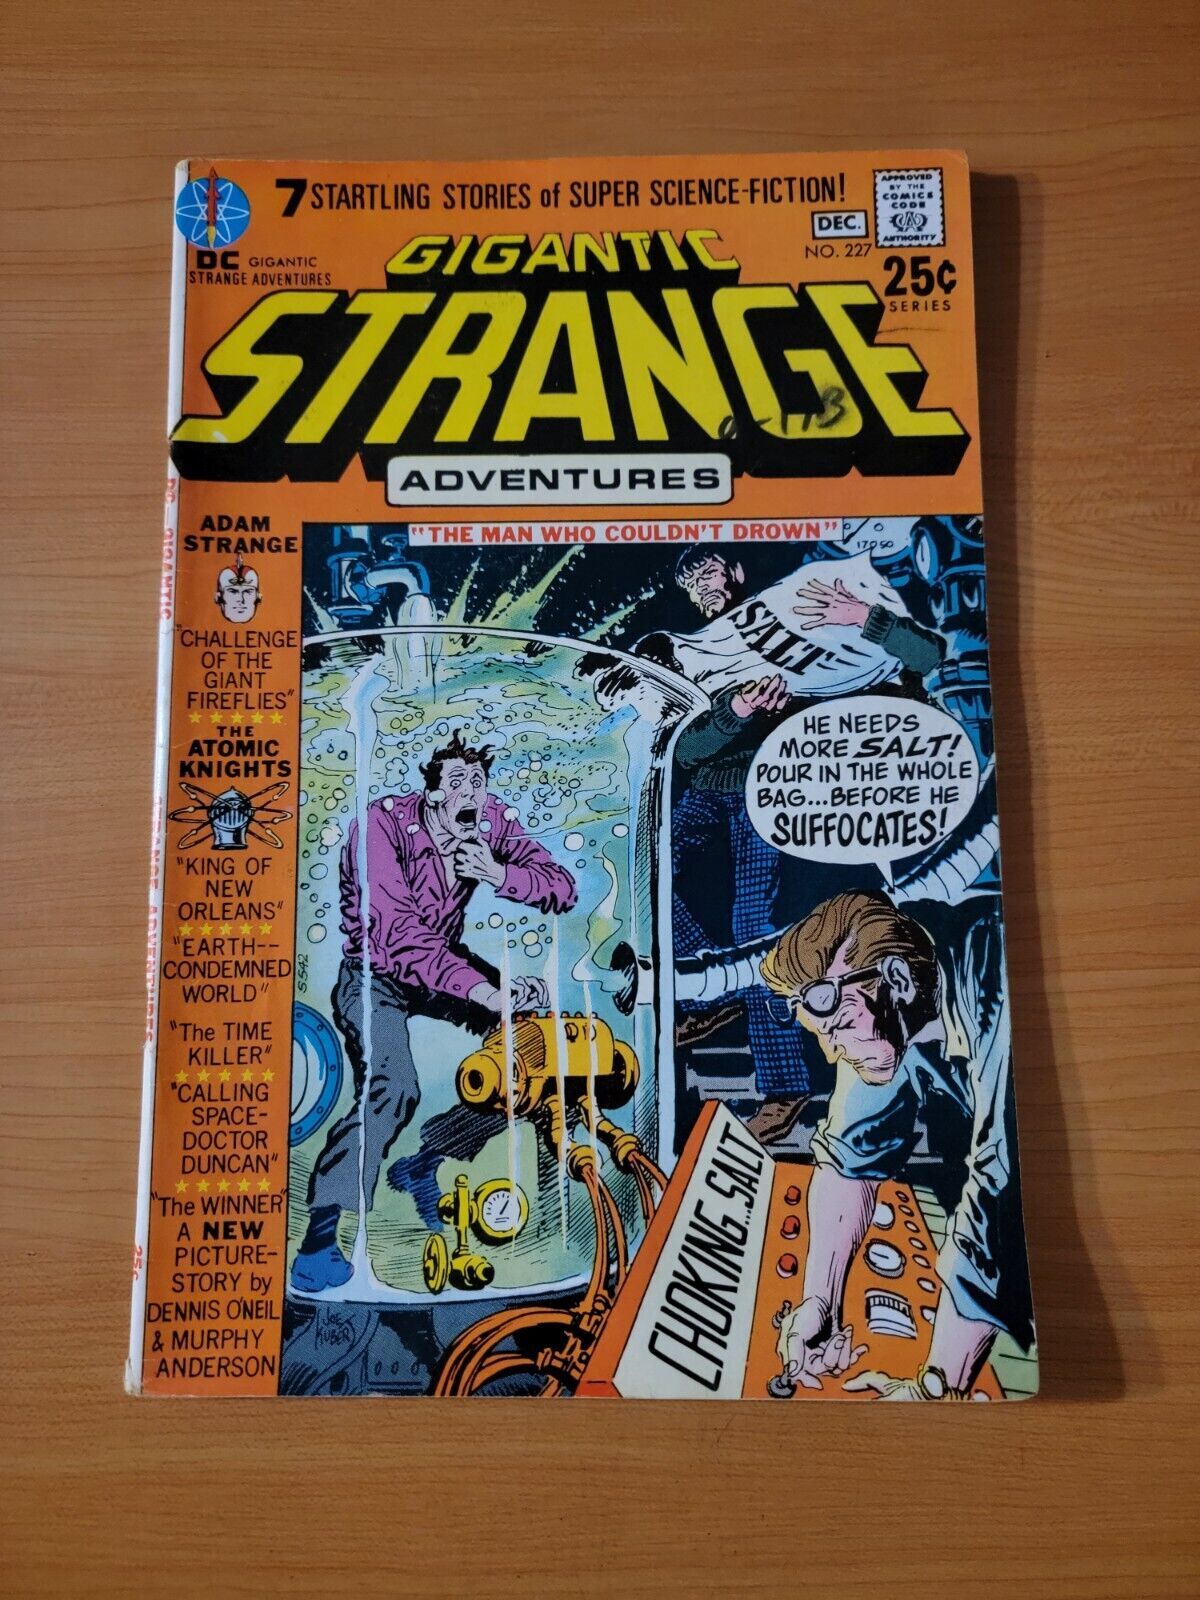 7 STARTLING STORIES of SUPER SCIENCE-FICTION!
APPROVED
BY THE
COMICS
CODE
CA
AUTHORITY
DEC.
NO. 227
25¢
SERIES
DC GIGANTIC
STRANGE ADVENTURES
GIGANTIC
STRANGE
ADVENTURES
"THE MAN WHO COULDN'T DROWN"
ADAM
STRANGE
"CHALLENGE
OF THE
GIANT
FIREFLIES"
THE
ATOMIC
KNIGHTS
"KING OF
NEW
ORLEANS"
"EARTH--
CONDEMNED
WORLD"
"The TIME
KILLER"
"CALLING
SPACE-
DOCTOR
DUNCAN"
"The WINNER"
A NEW
PICTURE-
STORY by
DENNIS O'NEIL
& MURPHY
ANDERSON
DC GIGANTIC STRANGE ADVENTURES 25¢
17050
SALT
HE NEEDS
MORE SALT!
POUR IN THE WHOLE
BAG...BEFORE HE
SUFFOCATES!
S542
CHOKING...SALT
JOE
KUBERT